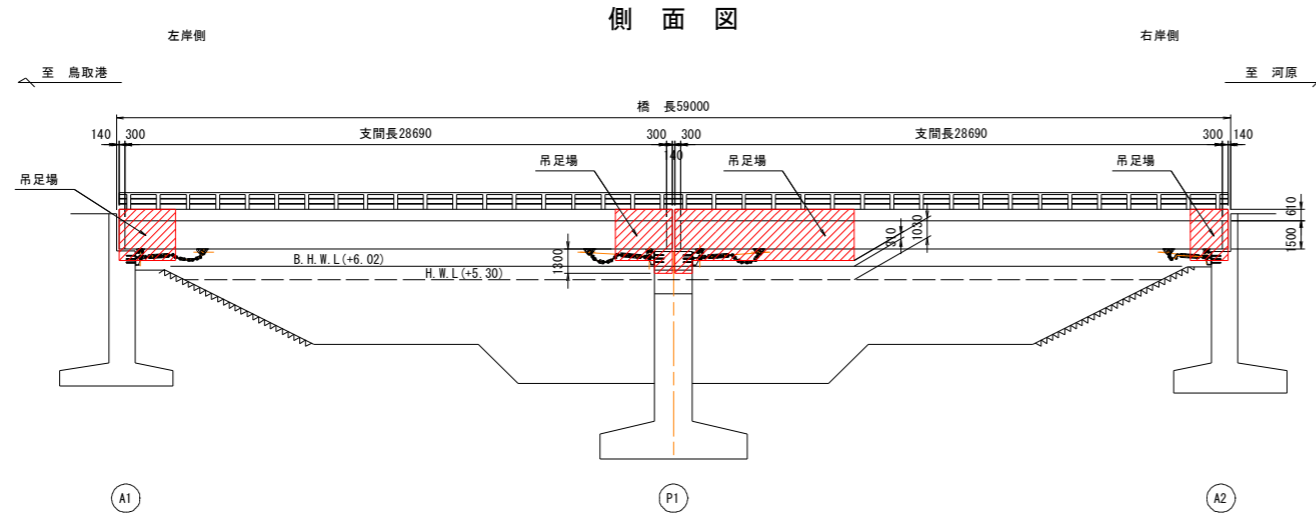 側 面 図
左岸側
右岸側
至 鳥取港
至 河原
橋 長59000
140
300
支間長28690
300
300
140
支間長28690
300
140
吊足場
吊足場
吊足場
吊足場
610
1500
310
1030
1300
B.H.W.L(+6.02)
H.W.L(+5.30)
A1
P1
A2